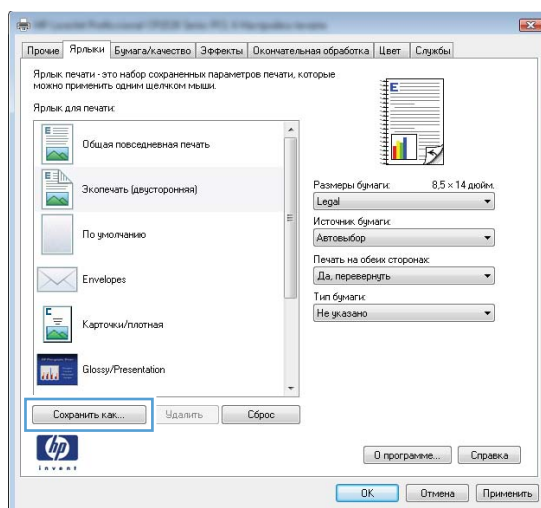 Прочие Ярлыки Бумага/качество Эффекты Окончательная обработка Цвет Службы
Ярлык печати - это набор сохраненных параметров печати, которые
можно применить одним щелчком мыши.
Ярлык для печати:
Общая повседневная печать
Экопечать (двусторонняя)
По умолчанию
Envelopes
Карточки/плотная
Glossy/Presentation
Сохранить как...
Удалить
Сброс
Размеры бумаги: 8,5 × 14 дюйм.
Legal
Источник бумаги:
Автовыбор
Печать на обеих сторонах:
Да, перевернуть
Тип бумаги:
Не указано
hp
invent
О программе... Справка
OK Отмена Применить